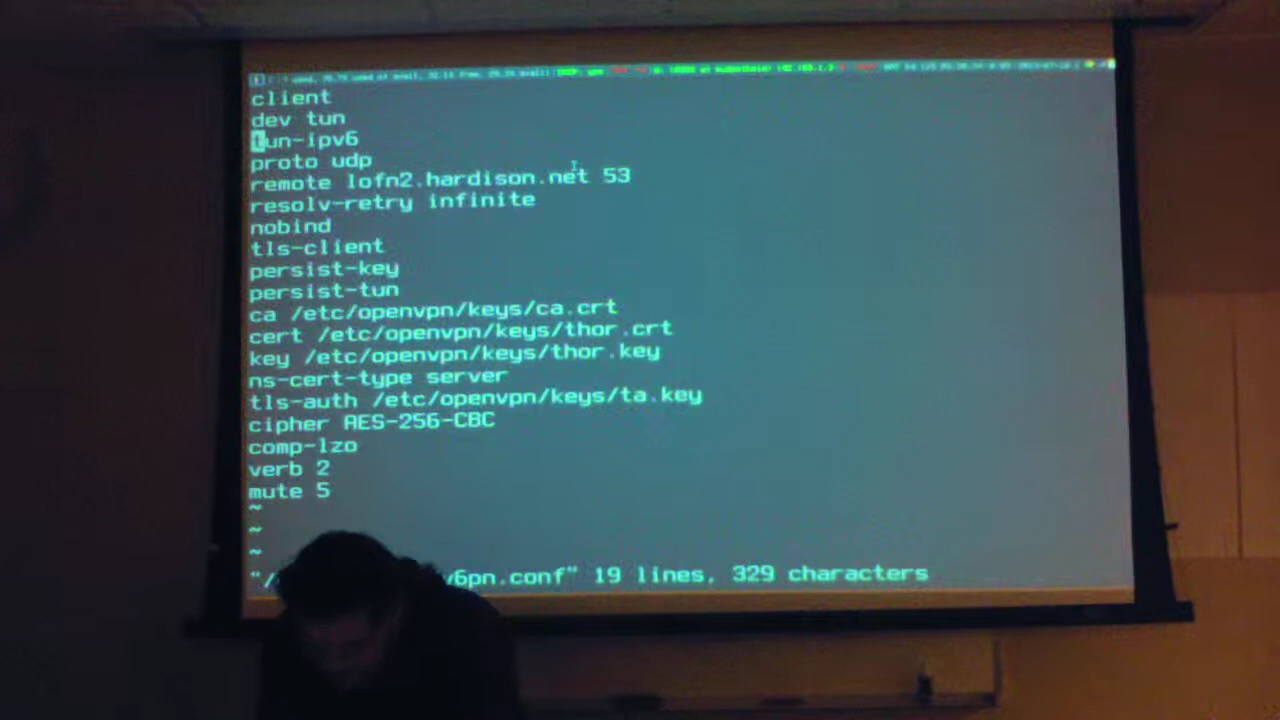 client
dev tun
tun-ipv6
proto udp
remote lofn2.hardison.net 53
resolv-retry infinite
nobind
tls-client
persist-key
persist-tun
ca /etc/openvpn/keys/ca.crt
cert /etc/openvpn/keys/thor.crt
key /etc/openvpn/keys/thor.key
ns-cert-type server
tls-auth /etc/openvpn/keys/ta.key
cipher AES-256-CBC
comp-lzo
verb 2
mute 5
~
~
~
"/ v6pn.conf" 19 lines, 329 characters